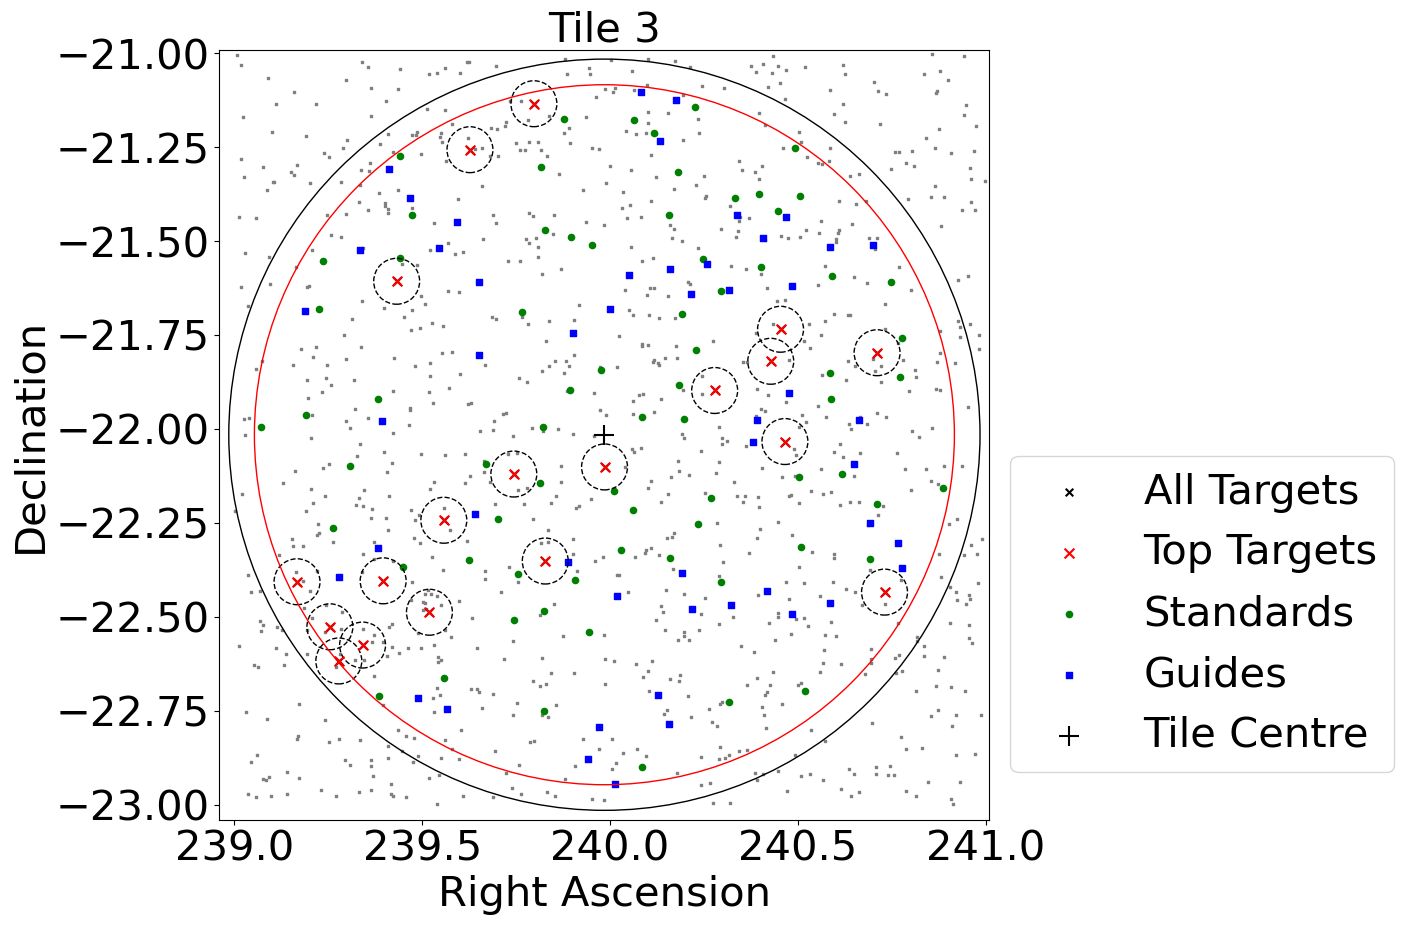 Tile 3
−21.00
−21.25
−21.50
−21.75
−22.00
−22.25
−22.50
−22.75
−23.00
Declination
239.0 239.5 240.0 240.5 241.0
Right Ascension
All Targets
Top Targets
Standards
Guides
Tile Centre